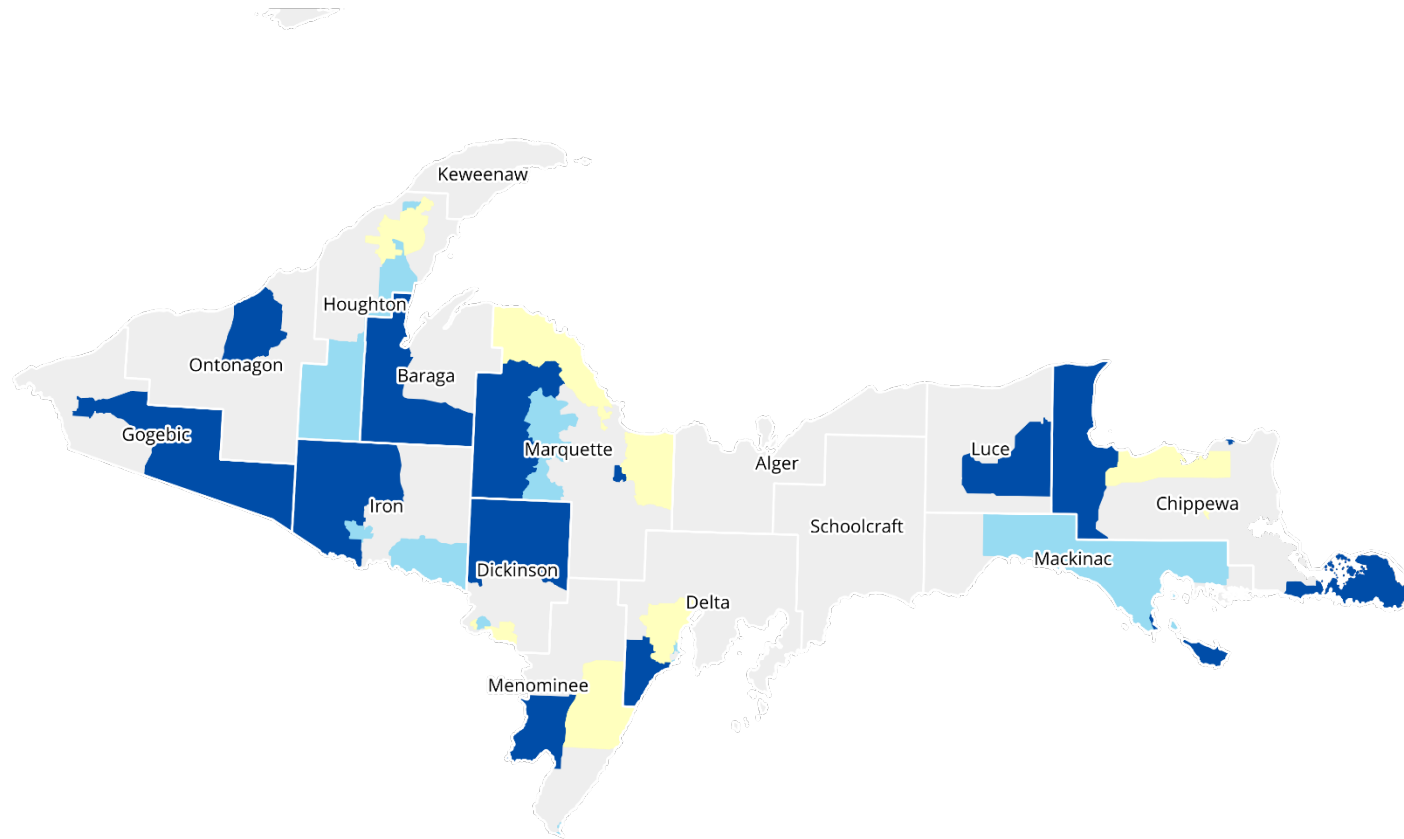 Keweenaw
Houghton
Ontonagon
Baraga
Gogebic
Marquette
Luce
Alger
Iron
Chippewa
Schoolcraft
Mackinac
Dickinson
Delta
Menominee